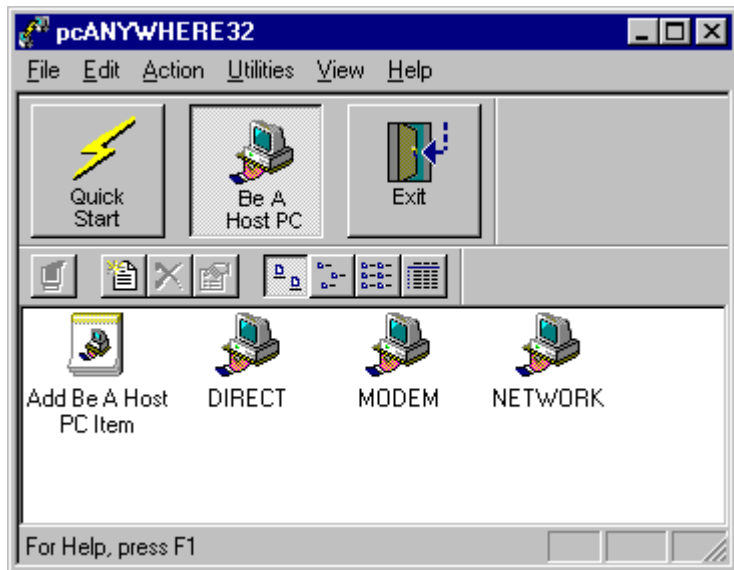 pcANYWHERE32
File Edit Action Utilities View Help
Quick
Start
Be A
Host PC
Exit
Add Be A Host
PC Item
DIRECT
MODEM
NETWORK
For Help, press F1